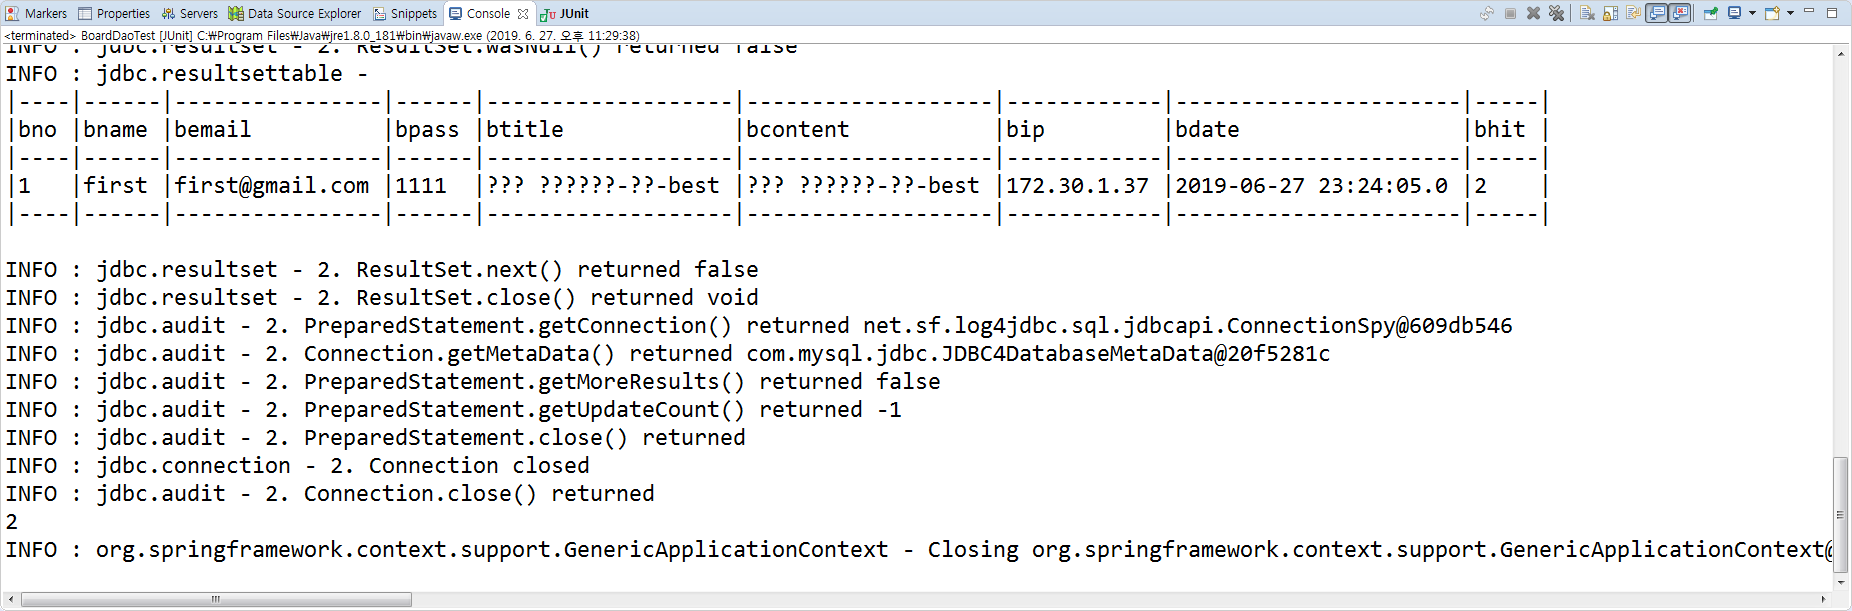 Markers Properties Servers Data Source Explorer Snippets Console JUnit
<terminated> BoardDaoTest [JUnit] C:₩Program Files₩Java₩jre1.8.0_181₩bin₩javaw.exe (2019. 6. 27. 오후 11:29:38)
INFO : jdbc.resultset - 2. ResultSet.wasNull() returned false
INFO : jdbc.resultsettable -
|----|------|----------------|------|-------------------|-------------------|------------|----------------------|-----|
|bno |bname |bemail |bpass |btitle |bcontent |bip |bdate |bhit |
|----|------|----------------|------|-------------------|-------------------|------------|----------------------|-----|
|1 |first |first@gmail.com |1111 |??? ??????-??-best |??? ??????-??-best |172.30.1.37 |2019-06-27 23:24:05.0 |2 |
|----|------|----------------|------|-------------------|-------------------|------------|----------------------|-----|
INFO : jdbc.resultset - 2. ResultSet.next() returned false
INFO : jdbc.resultset - 2. ResultSet.close() returned void
INFO : jdbc.audit - 2. PreparedStatement.getConnection() returned net.sf.log4jdbc.sql.jdbcapi.ConnectionSpy@609db546
INFO : jdbc.audit - 2. Connection.getMetaData() returned com.mysql.jdbc.JDBC4DatabaseMetaData@20f5281c
INFO : jdbc.audit - 2. PreparedStatement.getMoreResults() returned false
INFO : jdbc.audit - 2. PreparedStatement.getUpdateCount() returned -1
INFO : jdbc.audit - 2. PreparedStatement.close() returned
INFO : jdbc.connection - 2. Connection closed
INFO : jdbc.audit - 2. Connection.close() returned
2
INFO : org.springframework.context.support.GenericApplicationContext - Closing org.springframework.context.support.GenericApplicationContext@